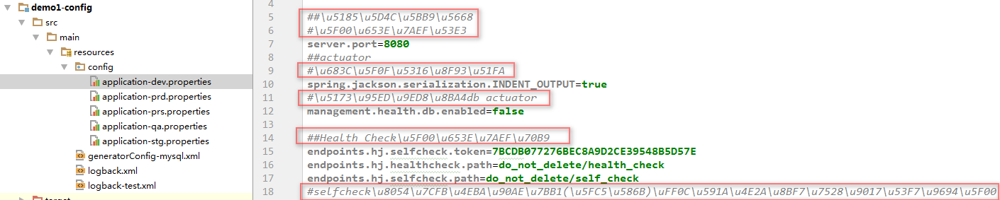 demo1-config
src
main
resources
config
application-dev.properties
application-prd.properties
application-prs.properties
application-qa.properties
application-stg.properties
generatorConfig-mysql.xml
logback.xml
logback-test.xml
4
5 ##\u5185\u5D4C\u5BB9\u5668
6 #\u5F00\u653E\u7AEF\u53E3
7 server.port=8080
8 ##actuator
9 #\u683C\u5F0F\u5316\u8F93\u51FA
10 spring.jackson.serialization.INDENT_OUTPUT=true
11 #\u5173\u95ED\u9ED8\u8BA4db actuator
12 management.health.db.enabled=false
13
14 ##Health Check\u5F00\u653E\u7AEF\u70B9
15 endpoints.hj.selfcheck.token=7BCDB077276BEC8A9D2CE39548B5D57E
16 endpoints.hj.healthcheck.path=do_not_delete/health_check
17 endpoints.hj.selfcheck.path=do_not_delete/self_check
18 #selfcheck\u8054\u7CFB\u4EBA\u90AE\u7BB1(\u5FC5\u586B)\uFF0C\u591A\u4E2A\u8BF7\u7528\u9017\u53F7\u9694\u5F00